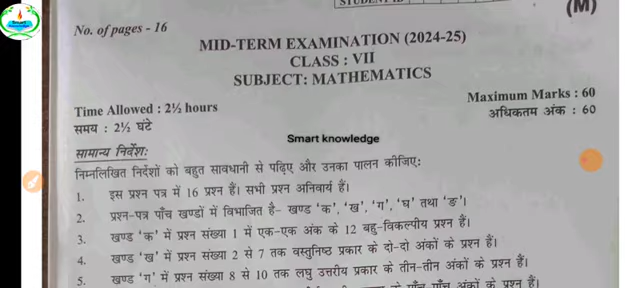 Smart
STUDENT ID
(M)
No. of pages - 16
MID-TERM EXAMINATION (2024-25)
CLASS : VII
SUBJECT: MATHEMATICS
Time Allowed : 2½ hours
Maximum Marks : 60
समय : 2½ घंटे
अधिकतम अंक : 60
Smart knowledge
सामान्य निर्देश:
निम्नलिखित निर्देशों को बहुत सावधानी से पढ़िए और उनका पालन कीजिए:
1. इस प्रश्न पत्र में 16 प्रश्न हैं। सभी प्रश्न अनिवार्य हैं।
2. प्रश्न-पत्र पाँच खण्डों में विभाजित है- खण्ड 'क', 'ख', 'ग', 'घ' तथा 'ङ'।
3. खण्ड 'क' में प्रश्न संख्या 1 में एक-एक अंक के 12 बहु-विकल्पीय प्रश्न हैं।
4. खण्ड 'ख' में प्रश्न संख्या 2 से 7 तक वस्तुनिष्ठ प्रकार के दो-दो अंकों के प्रश्न हैं।
5. खण्ड 'ग' में प्रश्न संख्या 8 से 10 तक लघु उत्तरीय प्रकार के तीन-तीन अंकों के प्रश्न हैं।
के पाँच-पाँच अंकों के प्रश्न हैं।